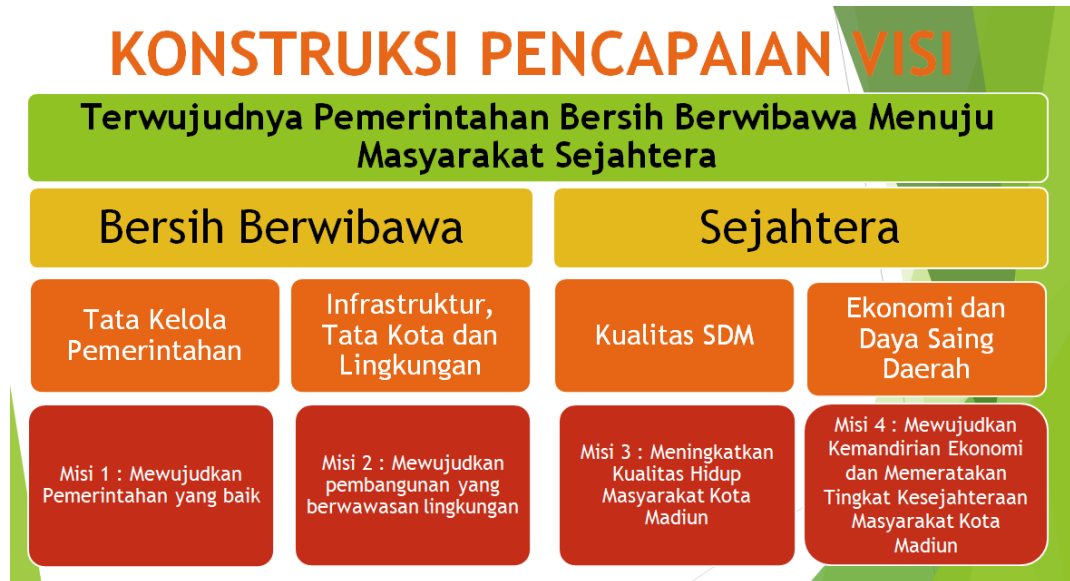 KONSTRUKSI PENCAPAIAN VISI
Terwujudnya Pemerintahan Bersih Berwibawa Menuju
Masyarakat Sejahtera
Bersih Berwibawa
Sejahtera
Tata Kelola
Pemerintahan
Infrastruktur,
Tata Kota dan
Lingkungan
Kualitas SDM
Ekonomi dan
Daya Saing
Daerah
Misi 1 : Mewujudkan
Pemerintahan yang baik
Misi 2 : Mewujudkan
pembangunan yang
berwawasan lingkungan
Misi 3 : Meningkatkan
Kualitas Hidup
Masyarakat Kota
Madiun
Misi 4 : Mewujudkan
Kemandirian Ekonomi
dan Memeratakan
Tingkat Kesejahteraan
Masyarakat Kota
Madiun